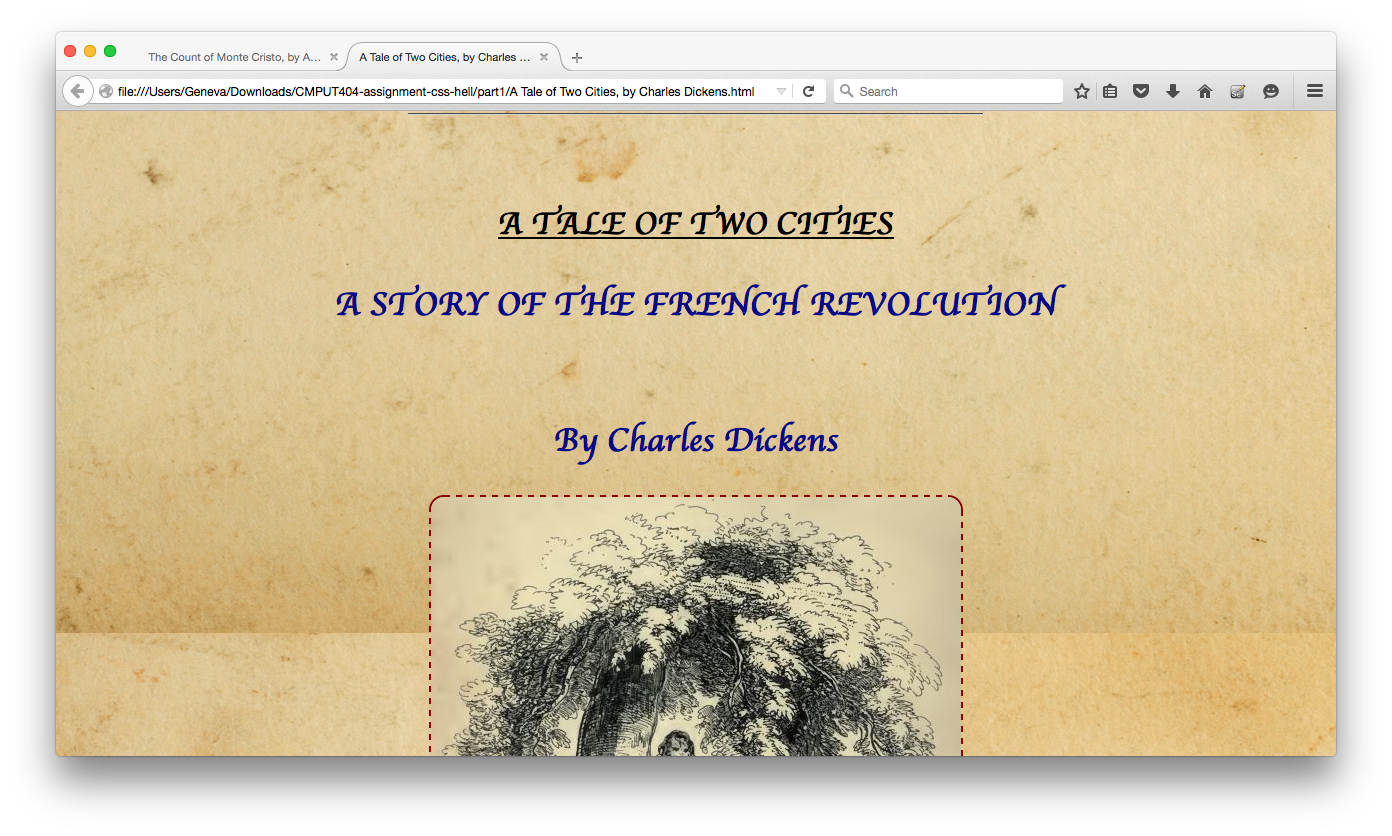 The Count of Monte Cristo, by A...
A Tale of Two Cities, by Charles ...
file:///Users/Geneva/Downloads/CMPUT404-assignment-css-hell/part1/A Tale of Two Cities, by Charles Dickens.html
Search
A TALE OF TWO CITIES
A STORY OF THE FRENCH REVOLUTION
By Charles Dickens